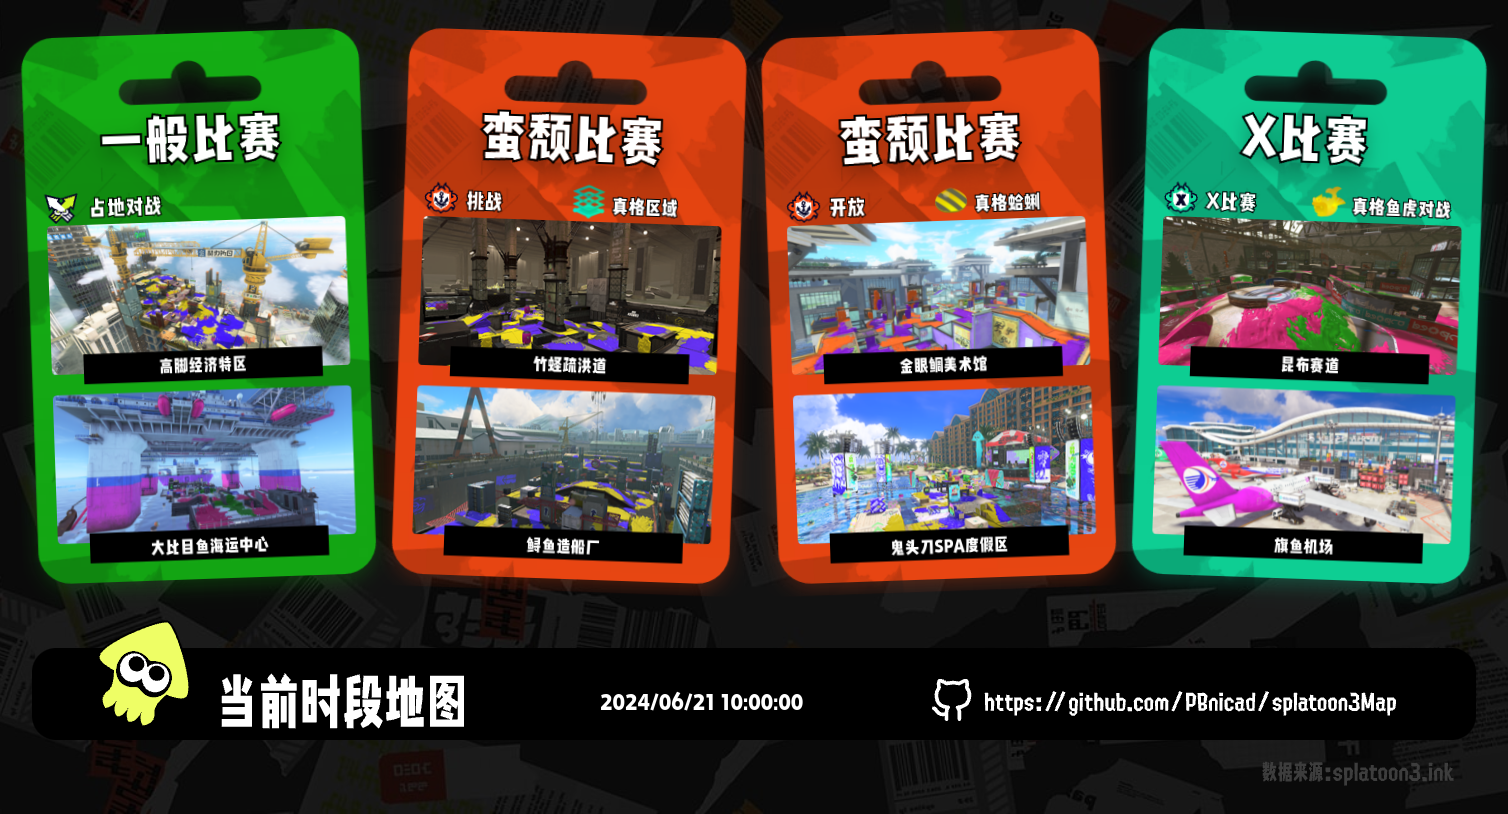 一般比赛
占地对战
高脚经济特区
大比目鱼海运中心
蛮颓比赛
挑战
真格区域
竹蛏疏洪道
鲟鱼造船厂
蛮颓比赛
开放
真格蛤蜊
金眼鲷美术馆
鬼头刀SPA度假区
X比赛
X比赛
真格鱼虎对战
昆布赛道
旗鱼机场
当前时段地图
2024/06/21 10:00:00
https://github.com/PBnicad/splatoon3Map
数据来源:splatoon3.ink